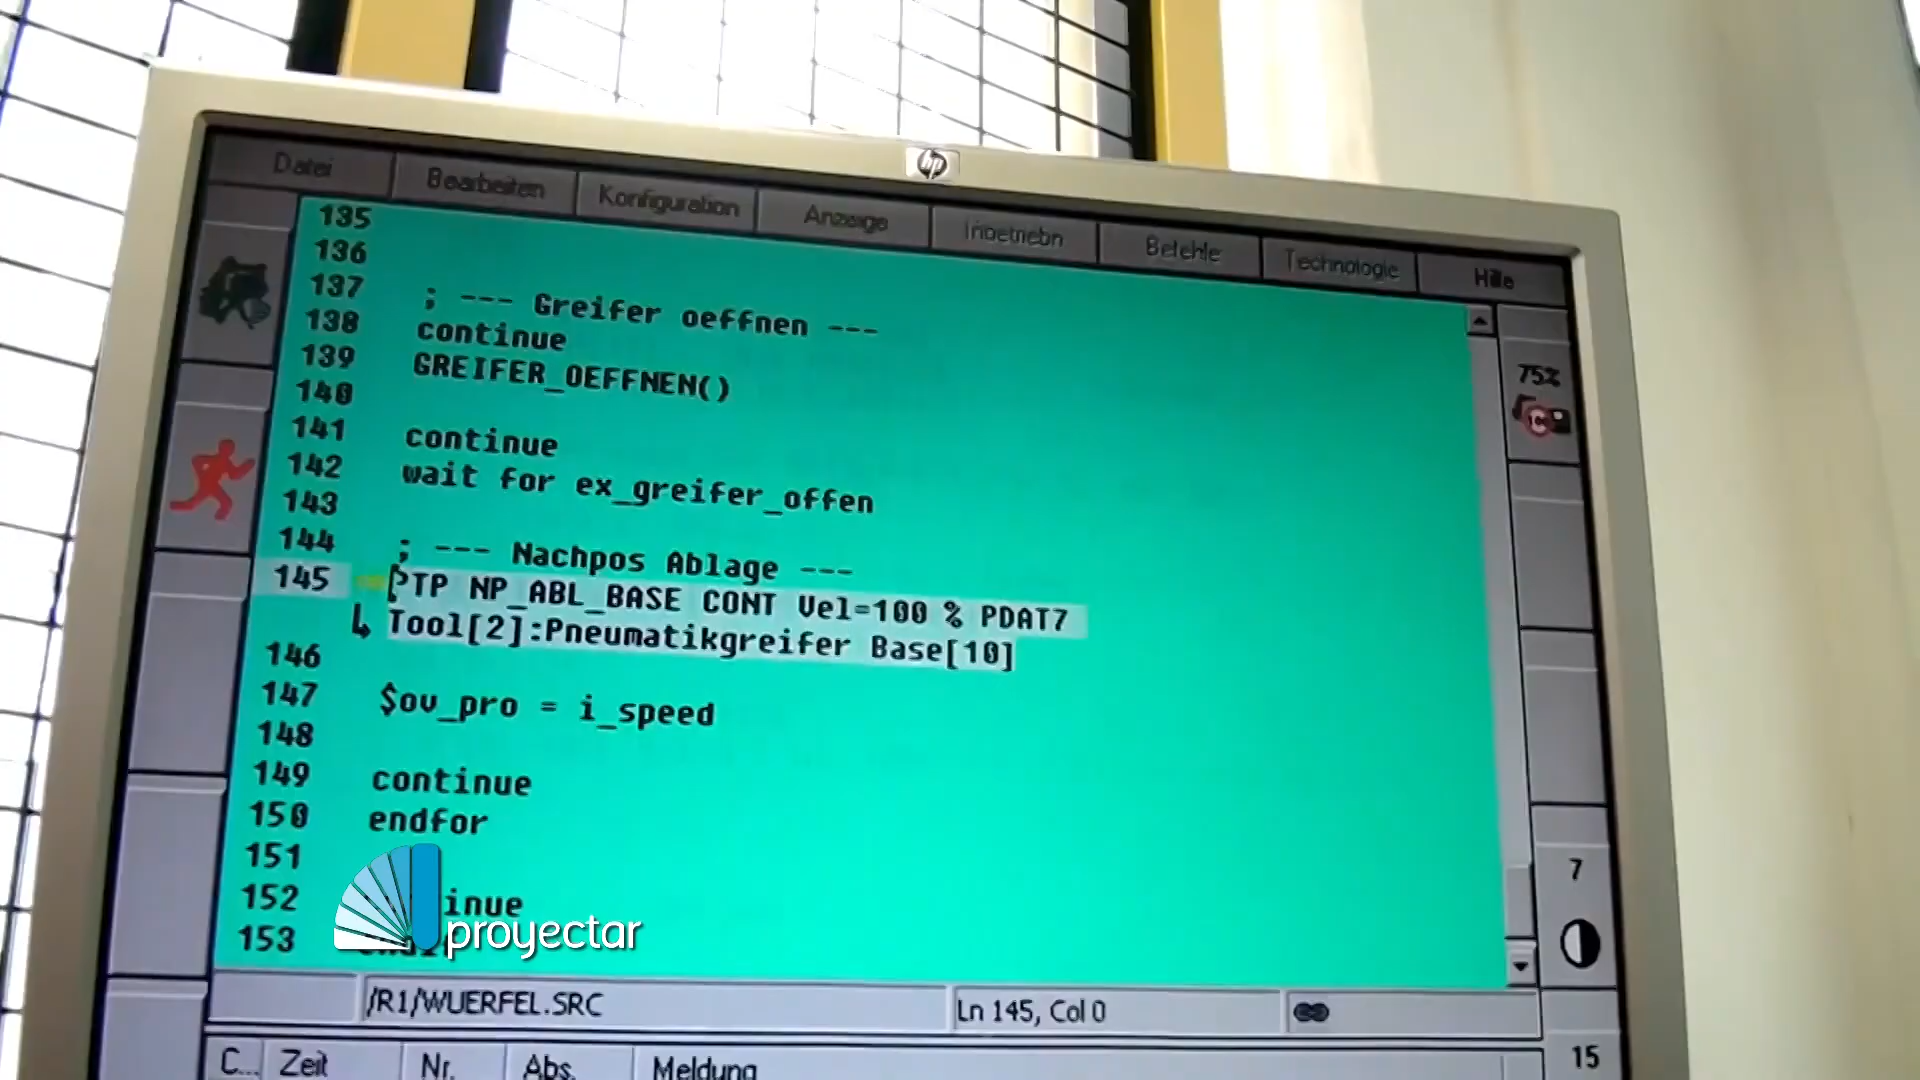 hp
Datei Bearbeiten Konfiguration Anzeige Inbetriebn Befehle Technologie Hilfe
135
136
137 ; --- Greifer oeffnen ---
138 continue
139 GREIFER_OEFFNEN()
140
141 continue
142 wait for ex_greifer_offen
143
144 ; --- Nachpos Ablage ---
145 PTP NP_ABL_BASE CONT Vel=100 % PDAT7
Tool[2]:Pneumatikgreifer Base[10]
146
147 $ov_pro = i_speed
148
149 continue
150 endfor
151
152 inue
153
proyectar
75%
7
15
/R1/WUERFEL.SRC Ln 145, Col 0
C... Zeit Nr. Abs. Meldung